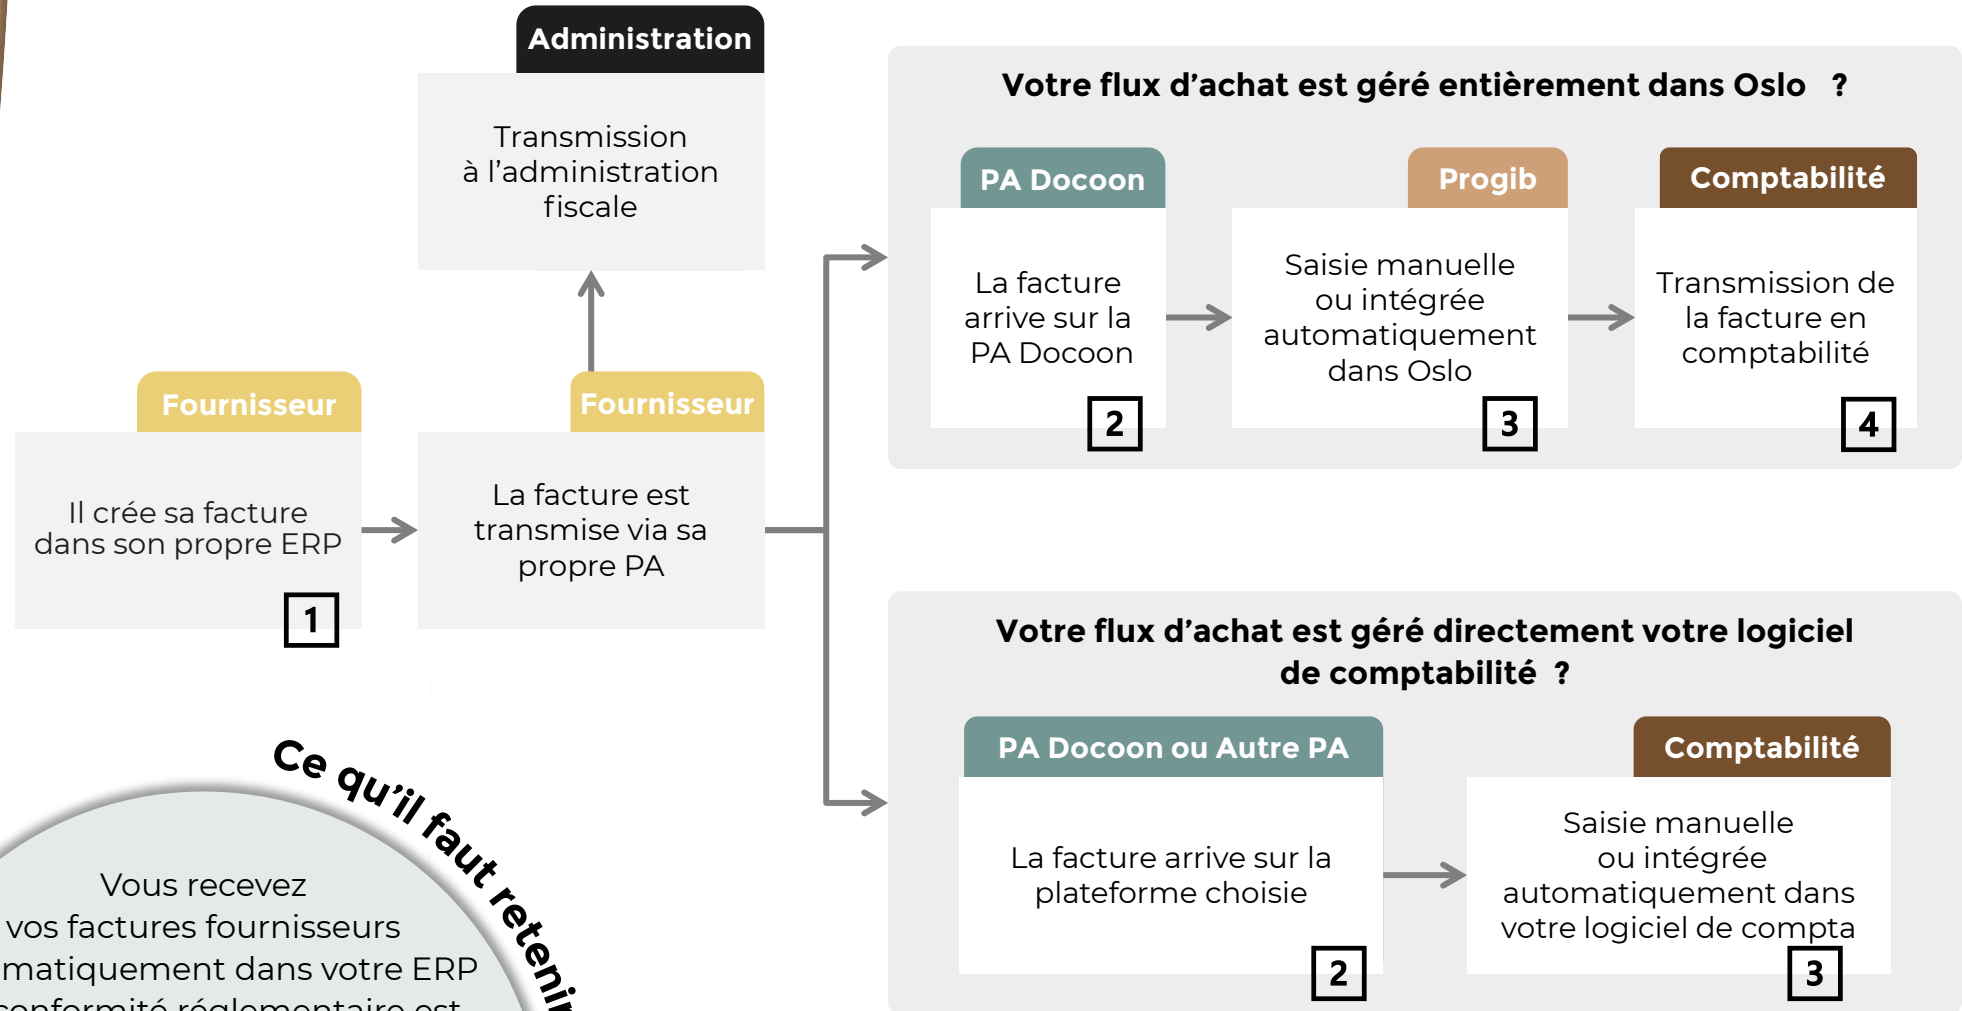 Administration
Transmission
à l'administration
fiscale
Fournisseur
Il crée sa facture
dans son propre ERP
1
Fournisseur
La facture est
transmise via sa
propre PA
Votre flux d'achat est géré entièrement dans Oslo ?
PA Docoon
La facture
arrive sur la
PA Docoon
2
Progib
Saisie manuelle
ou intégrée
automatiquement
dans Oslo
3
Comptabilité
Transmission de
la facture en
comptabilité
4
Votre flux d'achat est géré directement votre logiciel
de comptabilité ?
PA Docoon ou Autre PA
La facture arrive sur la
plateforme choisie
2
Comptabilité
Saisie manuelle
ou intégrée
automatiquement dans
votre logiciel de compta
3
Ce qu'il faut retenir
Vous recevez
vos factures fournisseurs
matiquement dans votre ERP
conformité réglementaire est